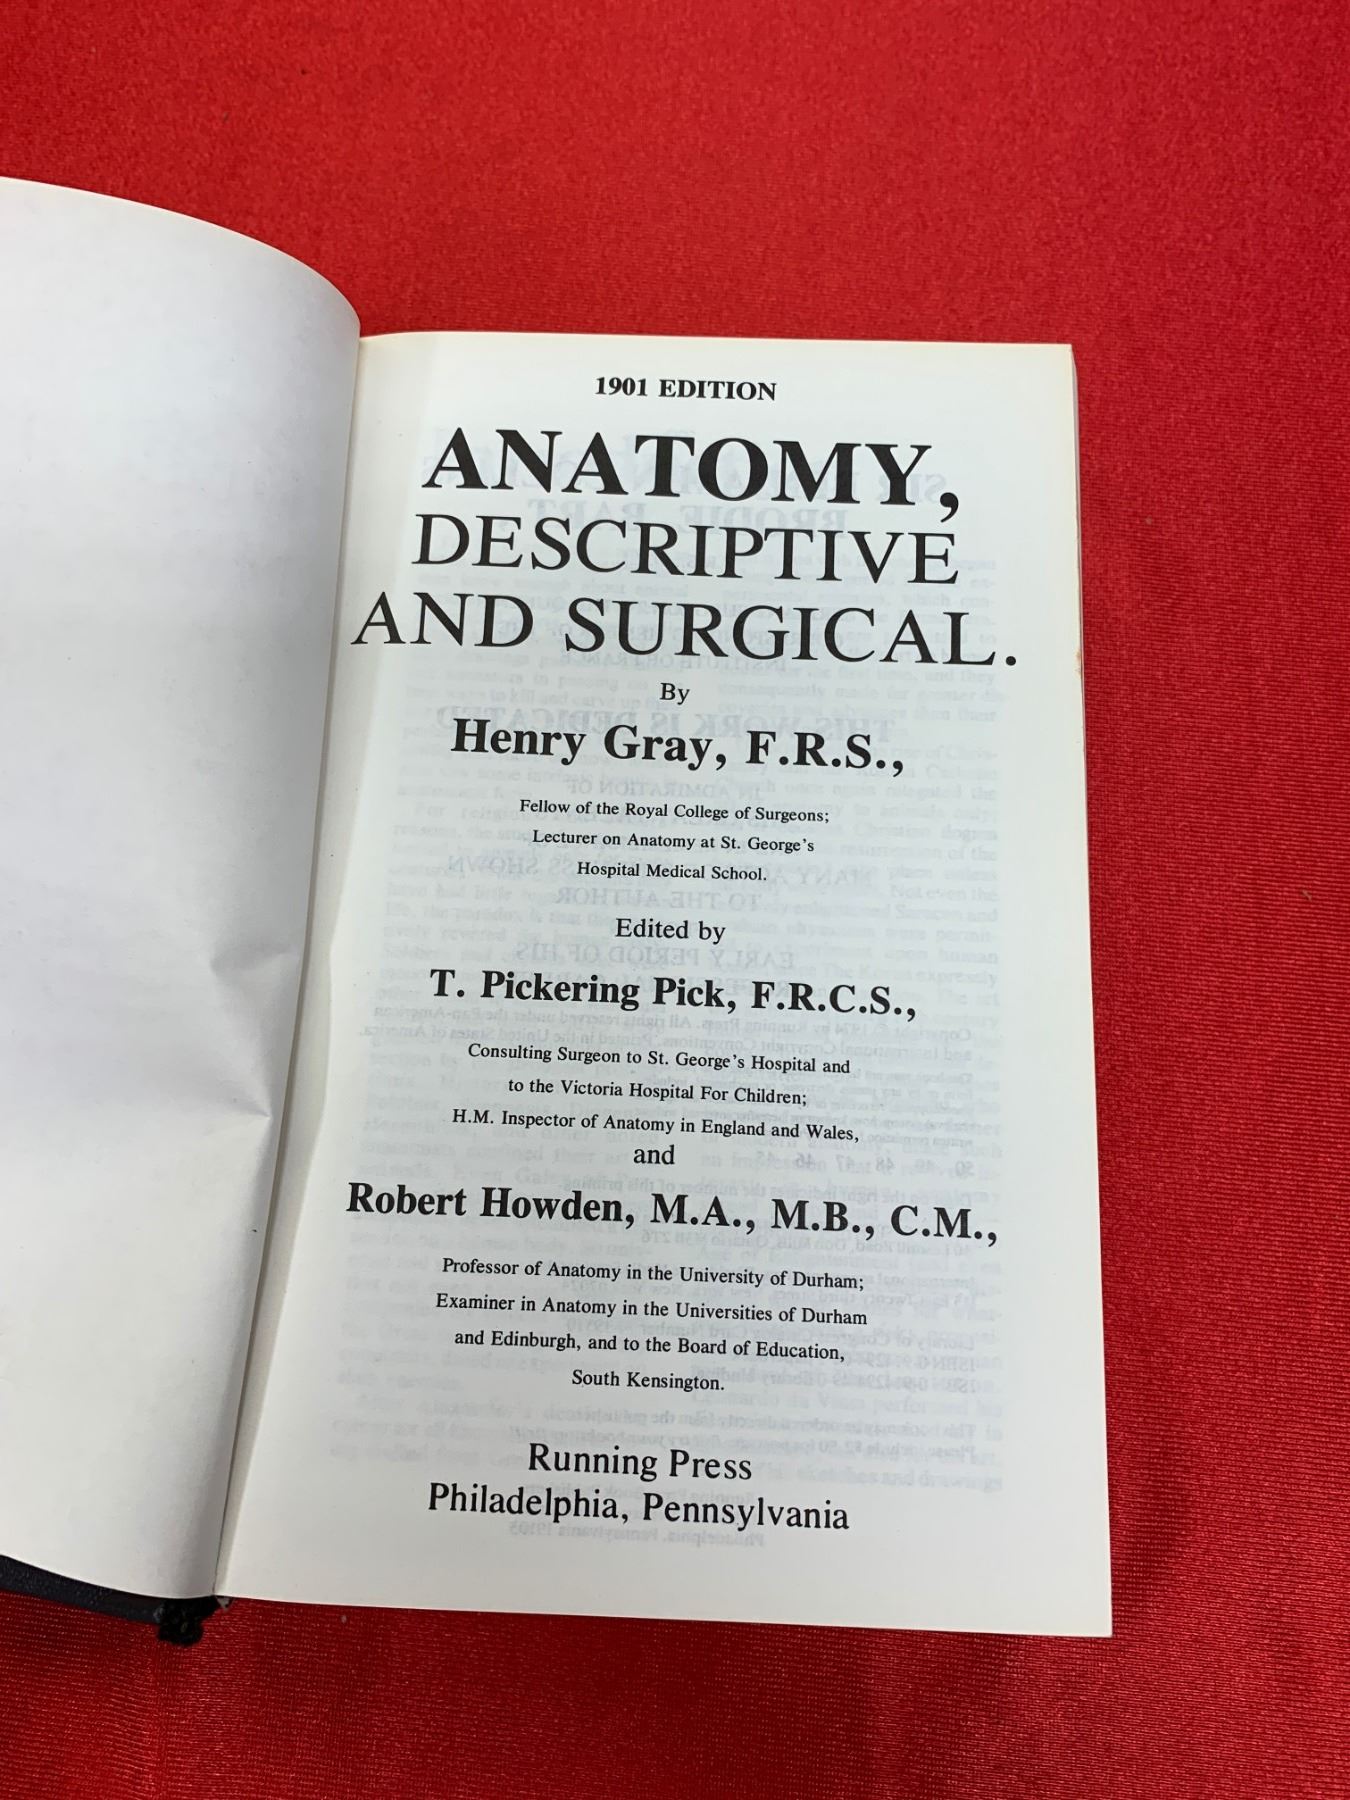 1901 EDITION
ANATOMY,
DESCRIPTIVE
AND SURGICAL.
By
Henry Gray, F.R.S.,
Fellow of the Royal College of Surgeons;
Lecturer on Anatomy at St. George's
Hospital Medical School.
Edited by
T. Pickering Pick, F.R.C.S.,
Consulting Surgeon to St. George's Hospital and
to the Victoria Hospital For Children;
H.M. Inspector of Anatomy in England and Wales,
and
Robert Howden, M.A., M.B., C.M.,
Professor of Anatomy in the University of Durham;
Examiner in Anatomy in the Universities of Durham
and Edinburgh, and to the Board of Education,
South Kensington.
Running Press
Philadelphia, Pennsylvania